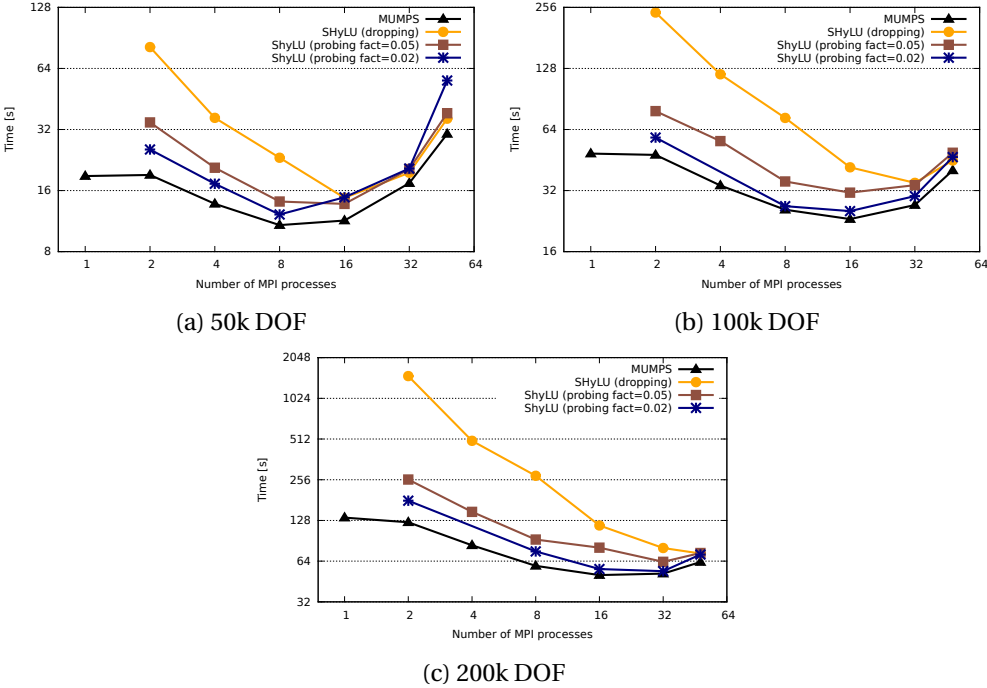 128
64
32
16
8
Time [s]
1 2 4 8 16 32 64
Number of MPI processes
MUMPS
SHyLU (dropping)
ShyLU (probing fact=0.05)
ShyLU (probing fact=0.02)
(a) 50k DOF
256
128
64
32
16
Time [s]
1 2 4 8 16 32 64
Number of MPI processes
MUMPS
SHyLU (dropping)
ShyLU (probing fact=0.05)
ShyLU (probing fact=0.02)
(b) 100k DOF
2048
1024
512
256
128
64
32
Time [s]
1 2 4 8 16 32 64
Number of MPI processes
MUMPS
SHyLU (dropping)
ShyLU (probing fact=0.05)
ShyLU (probing fact=0.02)
(c) 200k DOF